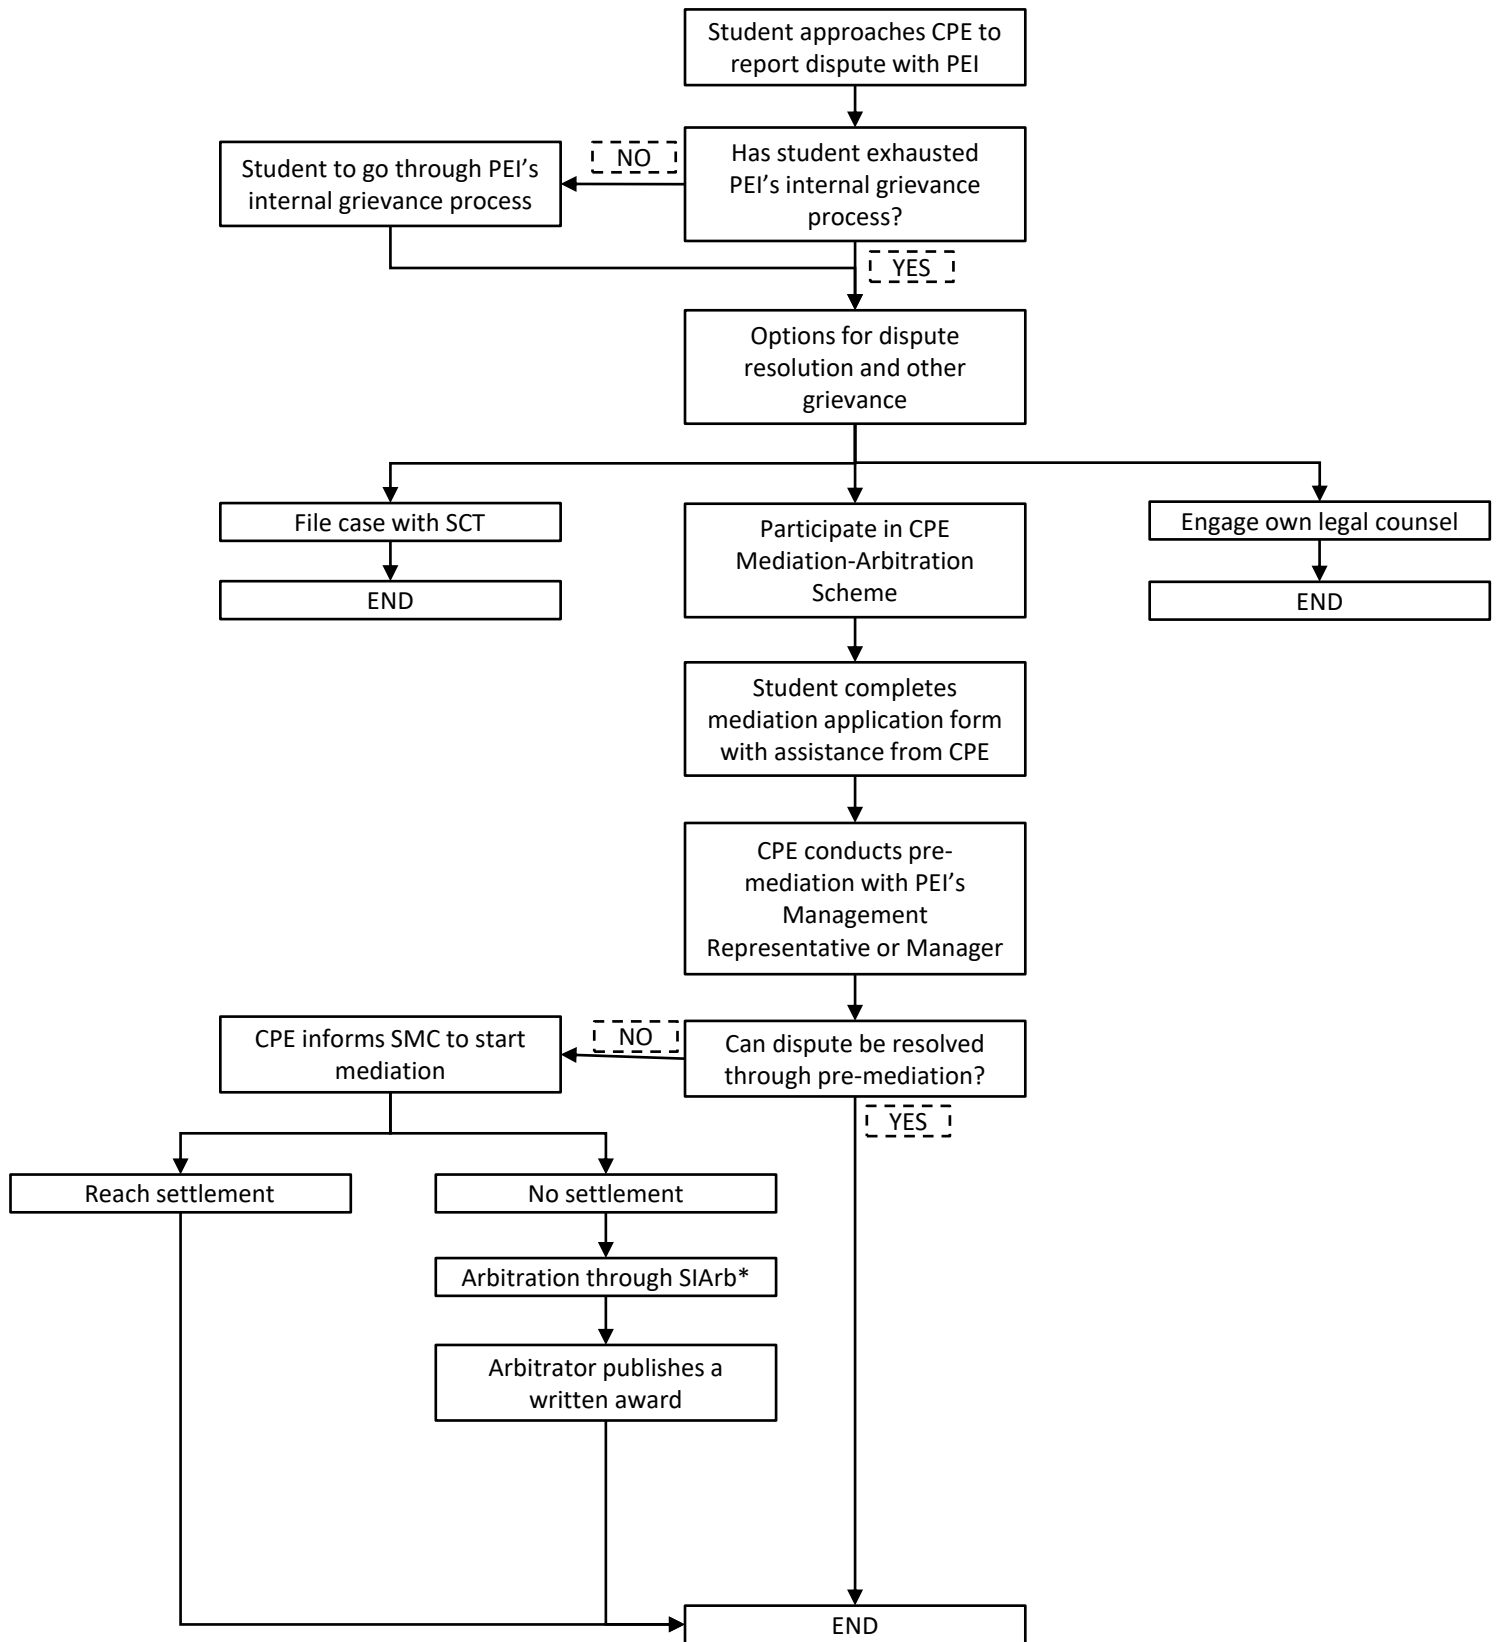 Student approaches CPE to
report dispute with PEI
Student to go through PEI’s
internal grievance process
NO
Has student exhausted
PEI’s internal grievance
process?
YES
Options for dispute
resolution and other
grievance
File case with SCT
END
Participate in CPE
Mediation-Arbitration
Scheme
Engage own legal counsel
END
Student completes
mediation application form
with assistance from CPE
CPE conducts pre-
mediation with PEI’s
Management
Representative or Manager
CPE informs SMC to start
mediation
NO
Can dispute be resolved
through pre-mediation?
YES
Reach settlement
No settlement
Arbitration through SIArb*
Arbitrator publishes a
written award
END